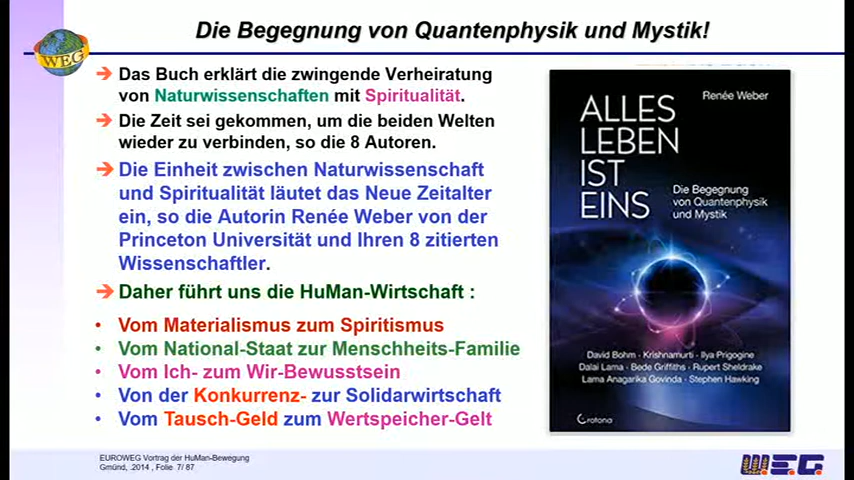 Die Begegnung von Quantenphysik und Mystik!
WEG
Das Buch erklärt die zwingende Verheiratung
von Naturwissenschaften mit Spiritualität.
Die Zeit sei gekommen, um die beiden Welten
wieder zu verbinden, so die 8 Autoren.
Die Einheit zwischen Naturwissenschaft
und Spiritualität läutet das Neue Zeitalter
ein, so die Autorin Renée Weber von der
Princeton Universität und Ihren 8 zitierten
Wissenschaftler.
Daher führt uns die HuMan-Wirtschaft :
• Vom Materialismus zum Spiritismus
• Vom National-Staat zur Menschheits-Familie
• Vom Ich- zum Wir-Bewusstsein
• Von der Konkurrenz- zur Solidarwirtschaft
• Vom Tausch-Geld zum Wertspeicher-Gelt
Renée Weber
ALLES
LEBEN
IST
EINS
Die Begegnung
von Quantenphysik
und Mystik
David Bohm · Krishnamurti · Ilya Prigogine
Dalai Lama · Bede Griffiths · Rupert Sheldrake
Lama Anagarika Govinda · Stephen Hawking
Crotona
EUROWEG Vortrag der HuMan-Bewegung
Gmünd, .2014 , Folie 7/ 87
W.E.G.